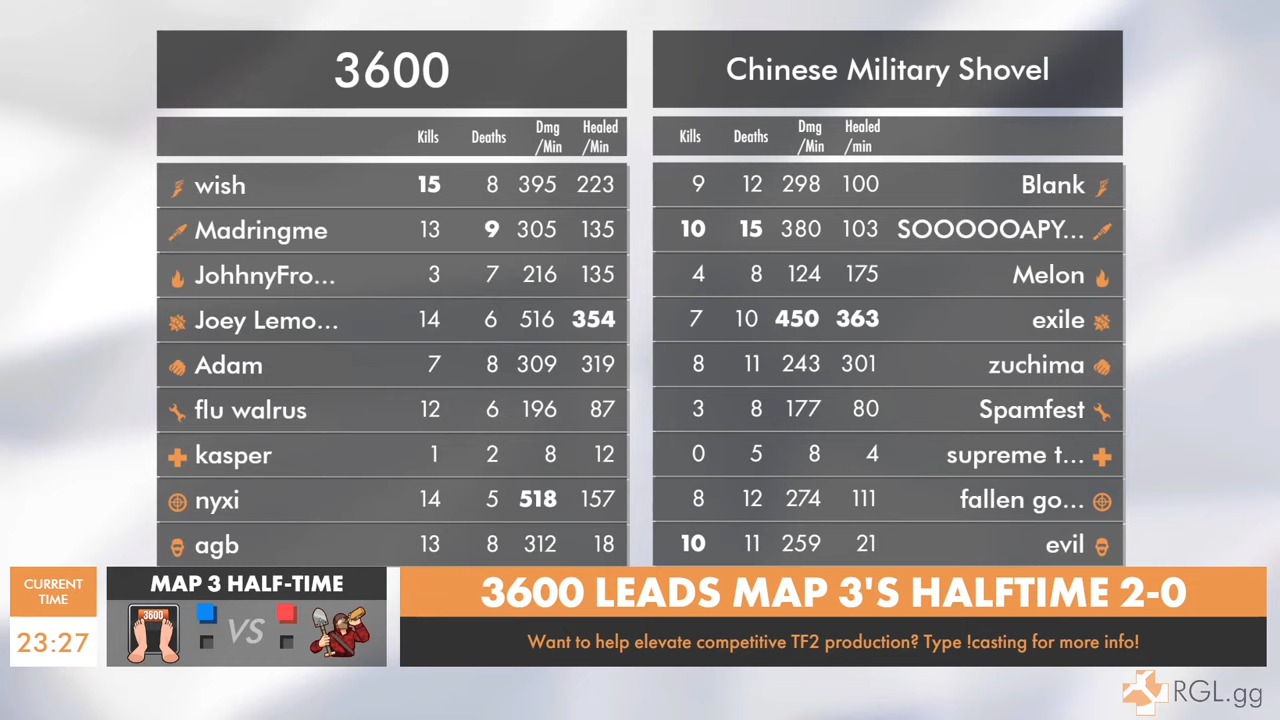 3600
Chinese Military Shovel
Kills Deaths Dmg /Min Healed /Min
Kills Deaths Dmg /Min Healed /min
wish 15 8 395 223
9 12 298 100 Blank
Madringme 13 9 305 135
10 15 380 103 SOOOOOAPY...
JohhnyFro... 3 7 216 135
4 8 124 175 Melon
Joey Lemo... 14 6 516 354
7 10 450 363 exile
Adam 7 8 309 319
8 11 243 301 zuchima
flu walrus 12 6 196 87
3 8 177 80 Spamfest
kasper 1 2 8 12
0 5 8 4 supreme t...
nyxi 14 5 518 157
8 12 274 111 fallen go...
agb 13 8 312 18
10 11 259 21 evil
CURRENT
TIME
23:27
MAP 3 HALF-TIME
3600
VS
3600 LEADS MAP 3'S HALFTIME 2-0
Want to help elevate competitive TF2 production? Type !casting for more info!
RGL.gg